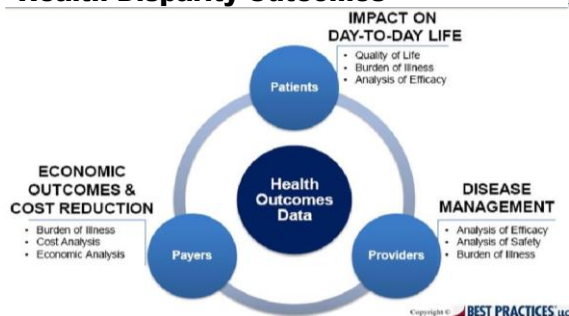 Health Disparity Outcomes
IMPACT ON
DAY-TO-DAY LIFE
• Quality of Life
• Burden of Illness
• Analysis of Efficacy
Patients
ECONOMIC
OUTCOMES &
COST REDUCTION
• Burden of Illness
• Cost Analysis
• Economic Analysis
Health
Outcomes
Data
DISEASE
MANAGEMENT
• Analysis of Efficacy
• Analysis of Safety
• Burden of Illness
Payers
Providers
Copyright © BEST PRACTICES, LLC